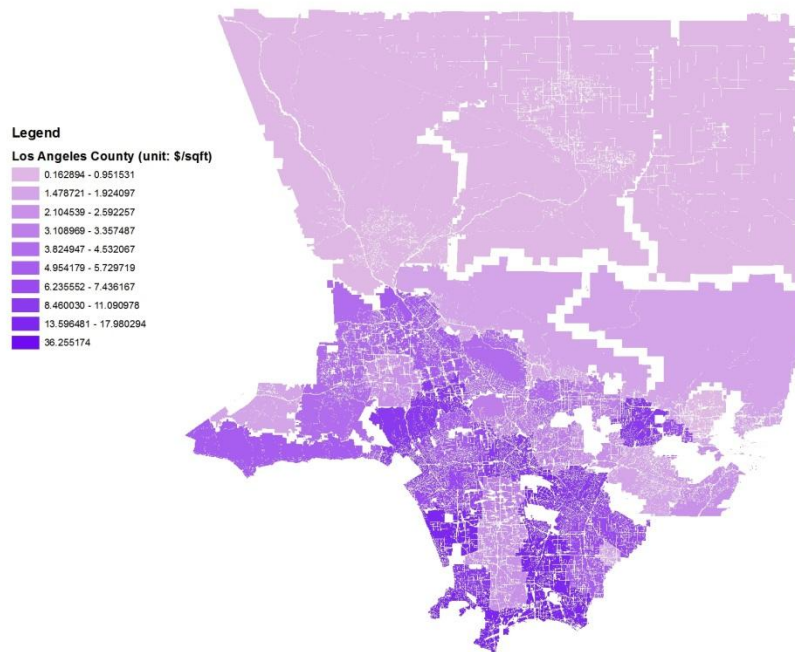 Legend
Los Angeles County (unit: $/sqft)
0.162894 - 0.951531
1.478721 - 1.924097
2.104539 - 2.592257
3.108969 - 3.357487
3.824947 - 4.532067
4.954179 - 5.729719
6.235552 - 7.436167
8.460030 - 11.090978
13.596481 - 17.980294
36.255174